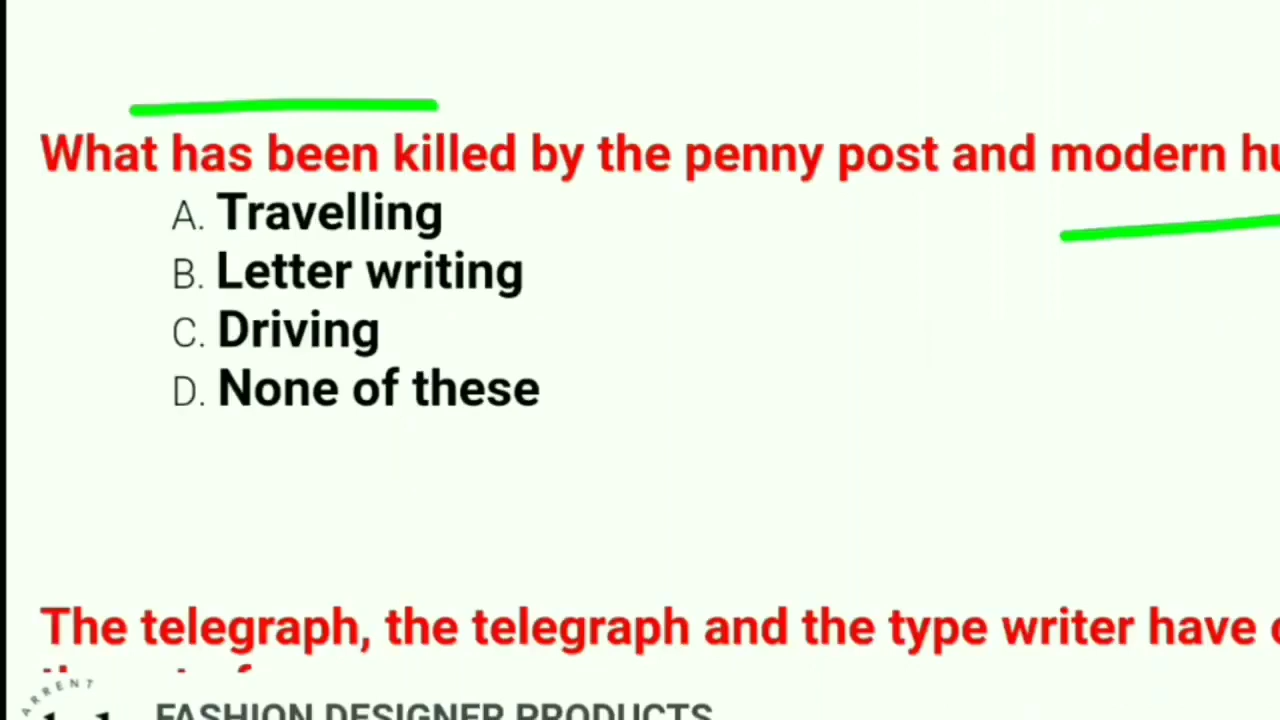 What has been killed by the penny post and modern
A. Travelling
B. Letter writing
C. Driving
D. None of these
The telegraph, the telegraph and the type writer have
FASHION DESIGNER PRODUCTS